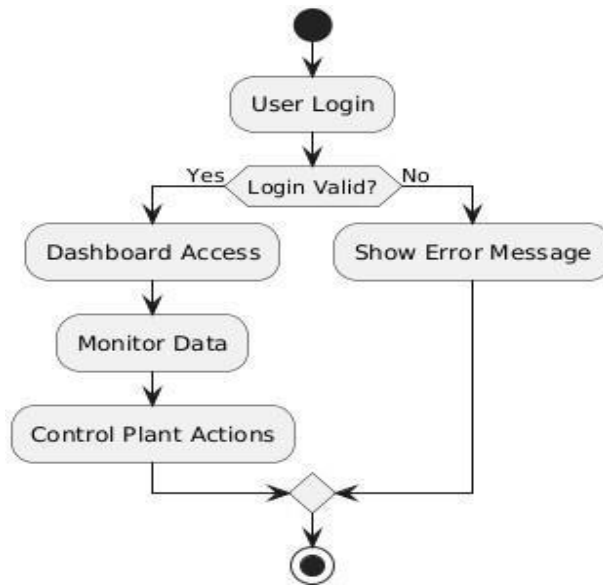 User Login
Yes
Login Valid?
No
Dashboard Access
Show Error Message
Monitor Data
Control Plant Actions